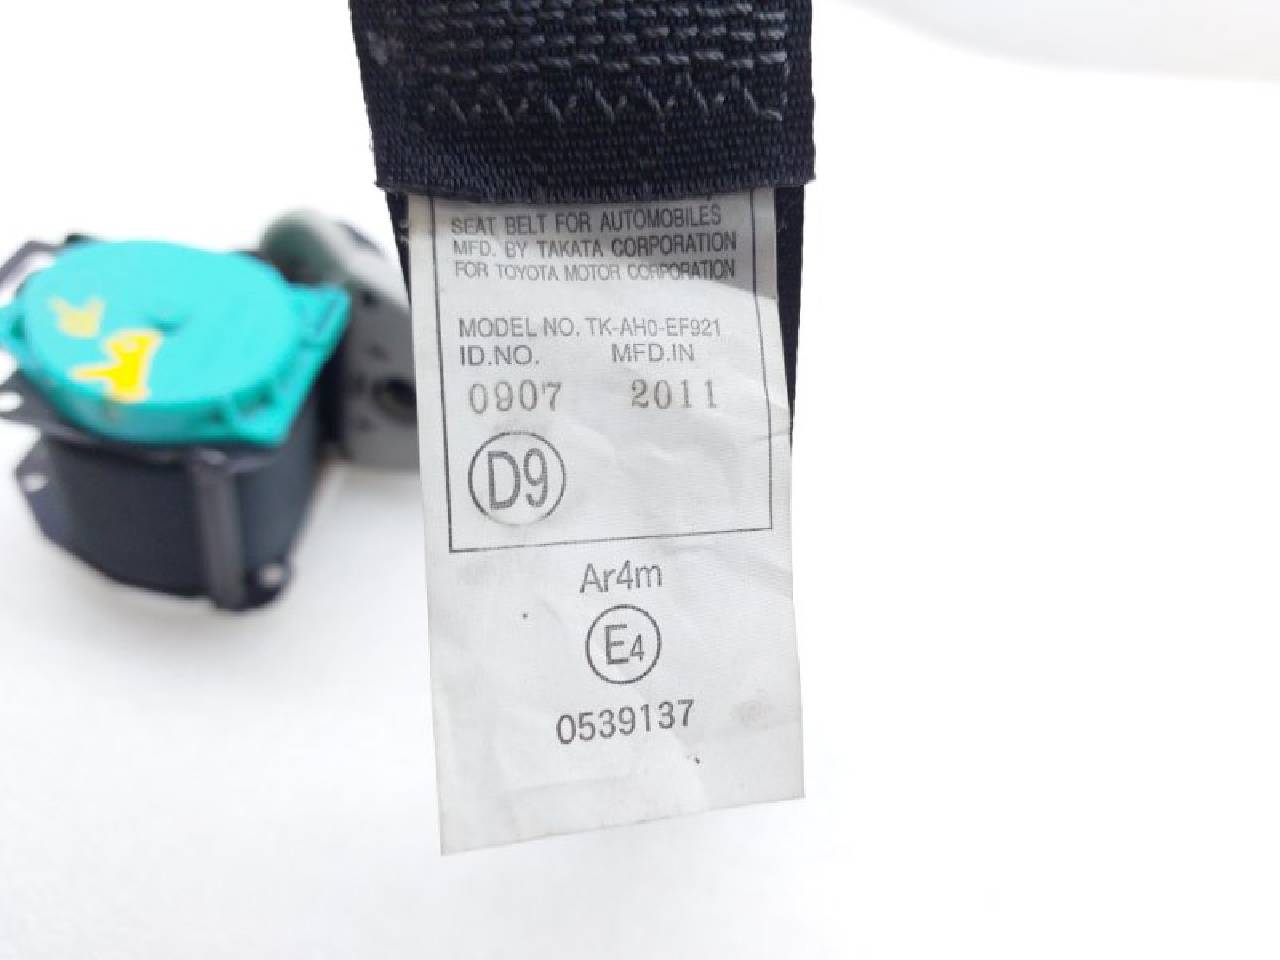 SEAT BELT FOR AUTOMOBILES
MFD. BY TAKATA CORPORATION
FOR TOYOTA MOTOR CORPORATION
MODEL NO. TK-AH0-EF921
ID.NO. MFD.IN
0907 2011
D9
Ar4m
E4
0539137